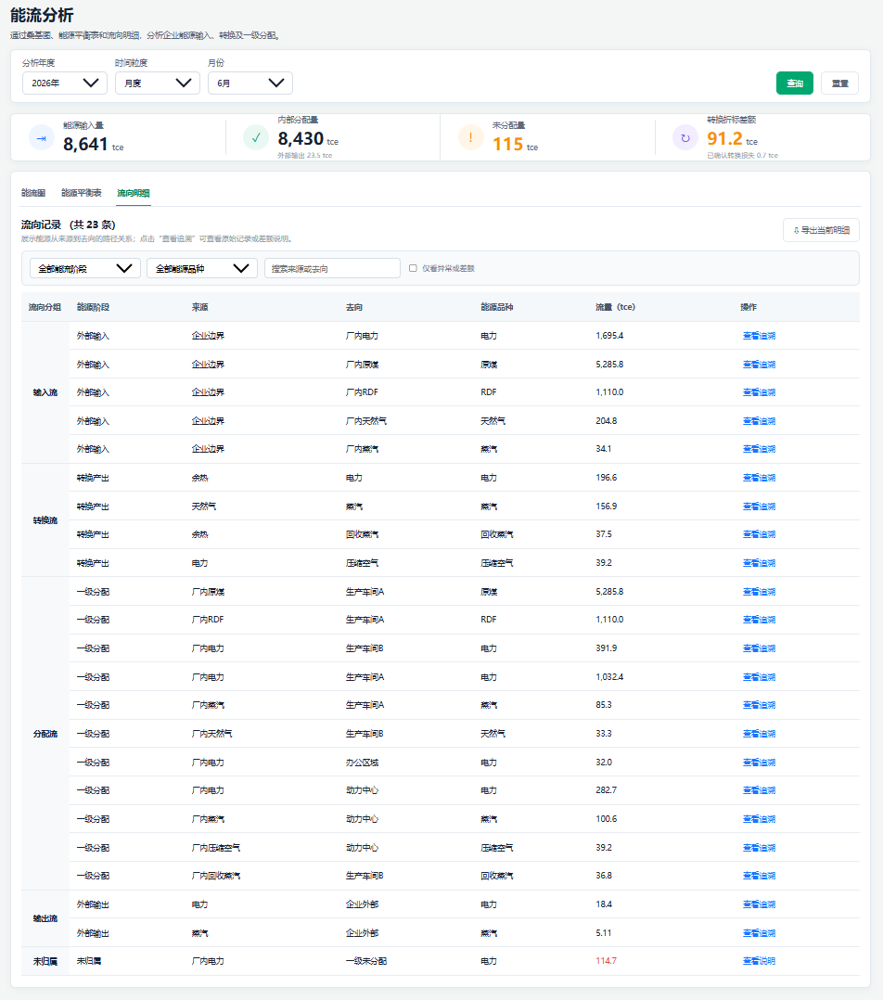 能流分析
通过桑基图、能源平衡表和流向明细，分析企业能源输入、转换及一级分配。
分析年度 时间粒度 月份
2026年 月度 6月 查询 重置
能源输入量 内部分配量 未分配量 转换折标差额
⇥ 8,641 tce ✓ 8,430 tce ! 115 tce ↻ 91.2 tce
外部输出 23.5 tce 已确认转换损失 0.7 tce
能流图 能源平衡表 流向明细
流向记录 （共 23 条）
展示能源从来源到去向的路径关系；点击“查看追溯”可查看原始记录或差额说明。
⇩ 导出当前明细
全部能流阶段 全部能源品种 搜索来源或去向 仅看异常或差额
流向分组 能源阶段 来源 去向 能源品种 流量（tce） 操作
外部输入 企业边界 厂内电力 电力 1,695.4 查看追溯
外部输入 企业边界 厂内原煤 原煤 5,285.8 查看追溯
输入流 外部输入 企业边界 厂内RDF RDF 1,110.0 查看追溯
外部输入 企业边界 厂内天然气 天然气 204.8 查看追溯
外部输入 企业边界 厂内蒸汽 蒸汽 34.1 查看追溯
转换产出 余热 电力 电力 196.6 查看追溯
转换产出 天然气 蒸汽 蒸汽 156.9 查看追溯
转换流
转换产出 余热 回收蒸汽 回收蒸汽 37.5 查看追溯
转换产出 电力 压缩空气 压缩空气 39.2 查看追溯
一级分配 厂内原煤 生产车间A 原煤 5,285.8 查看追溯
一级分配 厂内RDF 生产车间A RDF 1,110.0 查看追溯
一级分配 厂内电力 生产车间B 电力 391.9 查看追溯
一级分配 厂内电力 生产车间A 电力 1,032.4 查看追溯
一级分配 厂内蒸汽 生产车间A 蒸汽 85.3 查看追溯
分配流 一级分配 厂内天然气 生产车间B 天然气 33.3 查看追溯
一级分配 厂内电力 办公区域 电力 32.0 查看追溯
一级分配 厂内电力 动力中心 电力 282.7 查看追溯
一级分配 厂内蒸汽 动力中心 蒸汽 100.6 查看追溯
一级分配 厂内压缩空气 动力中心 压缩空气 39.2 查看追溯
一级分配 厂内回收蒸汽 生产车间B 回收蒸汽 36.8 查看追溯
外部输出 电力 企业外部 电力 18.4 查看追溯
输出流
外部输出 蒸汽 企业外部 蒸汽 5.11 查看追溯
未归属 未归属 厂内电力 一级未分配 电力 114.7 查看说明